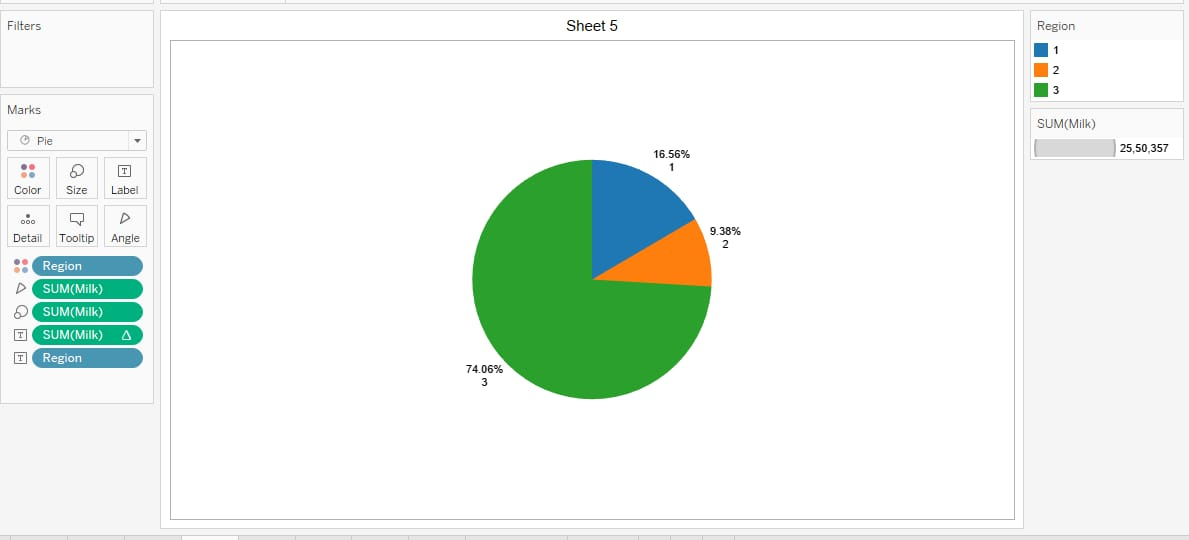 Filters
Marks
Pie
Color
Size
Label
Detail
Tooltip
Angle
Region
SUM(Milk)
SUM(Milk)
SUM(Milk)
Region
Sheet 5
16.56%
1
9.38%
2
74.06%
3
Region
1
2
3
SUM(Milk)
25,50,357